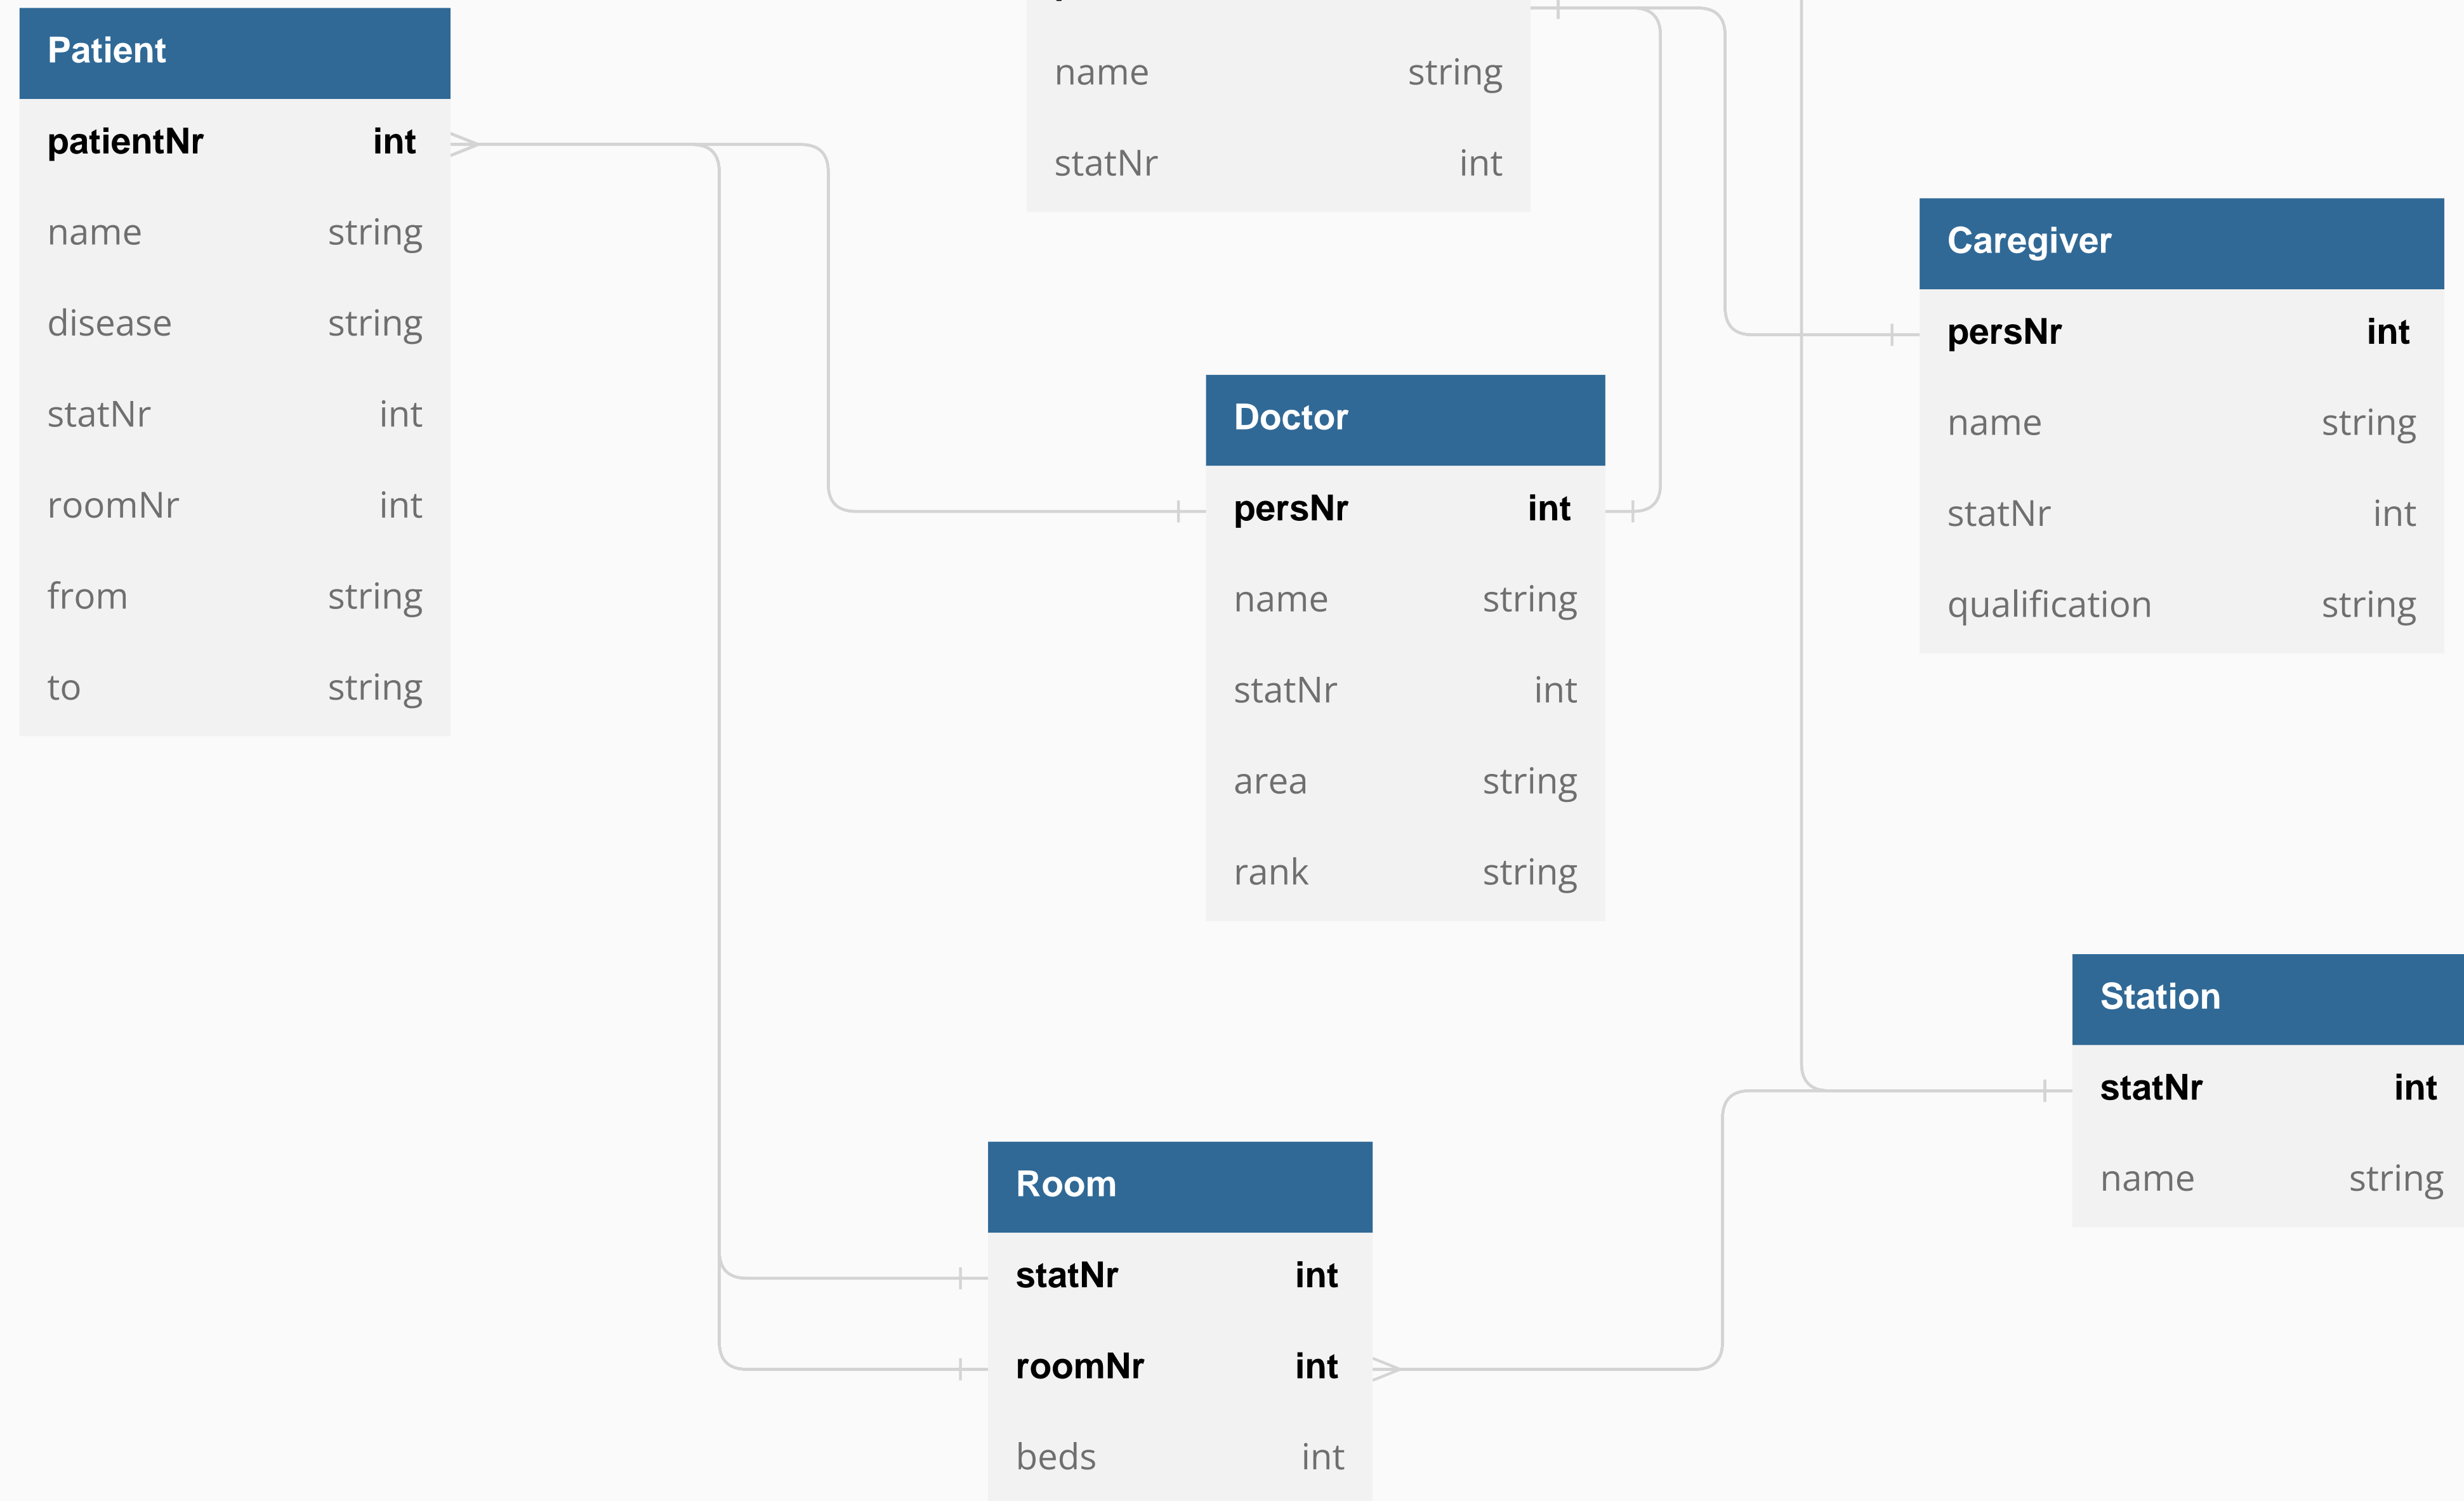 Patient
patientNr int
name string
disease string
statNr int
roomNr int
from string
to string
name string
statNr int
Doctor
persNr int
name string
statNr int
area string
rank string
Caregiver
persNr int
name string
statNr int
qualification string
Station
statNr int
name string
Room
statNr int
roomNr int
beds int